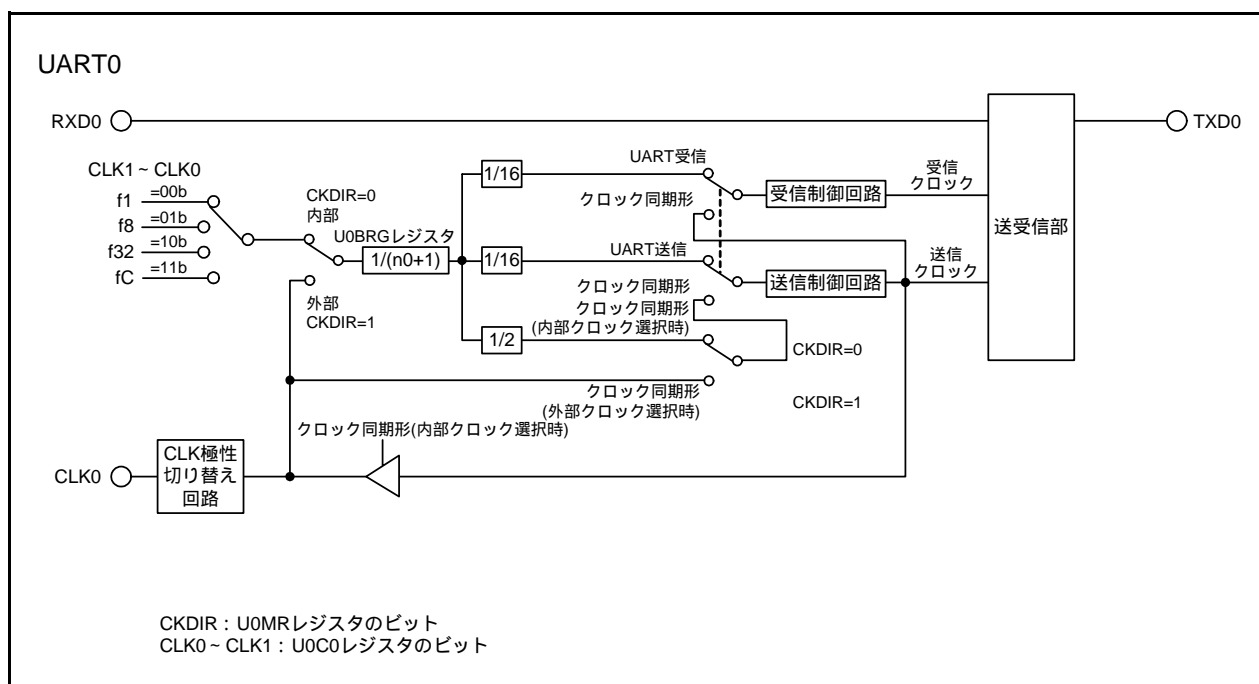 UART0
RXD0
TXD0
CLK1 ~ CLK0
f1 =00b
f8 =01b
f32 =10b
fC =11b
CKDIR=0
内部
U0BRGレジスタ
1/(n0+1)
外部
CKDIR=1
1/16
UART受信
クロック同期形
受信制御回路
受信
クロック
1/16
UART送信
クロック同期形
送信制御回路
送信
クロック
送受信部
クロック同期形
(内部クロック選択時)
1/2
CKDIR=0
クロック同期形
(外部クロック選択時)
CKDIR=1
クロック同期形(内部クロック選択時)
CLK0
CLK極性
切り替え
回路
CKDIR : U0MRレジスタのビット
CLK0 ~ CLK1 : U0C0レジスタのビット